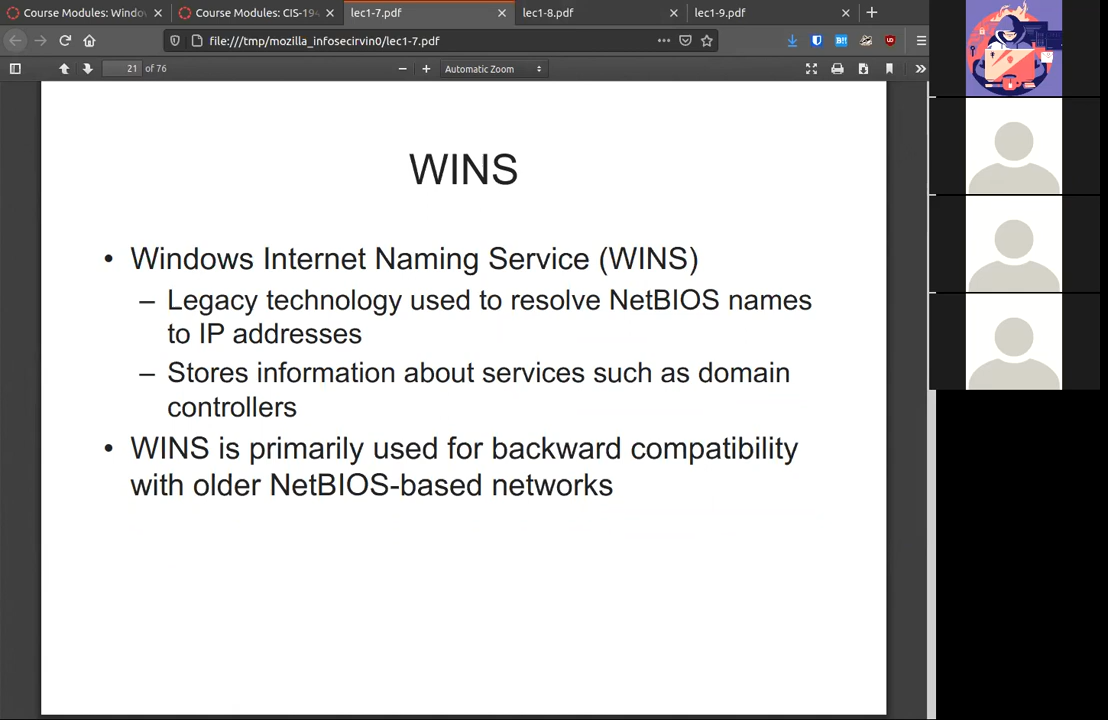 Course Modules: Windov
Course Modules: CIS-194
lec1-7.pdf
lec1-8.pdf
lec1-9.pdf
file:///tmp/mozilla_infosecirvin0/lec1-7.pdf
21 of 76
Automatic Zoom
WINS
• Windows Internet Naming Service (WINS)
– Legacy technology used to resolve NetBIOS names
to IP addresses
– Stores information about services such as domain
controllers
• WINS is primarily used for backward compatibility
with older NetBIOS-based networks